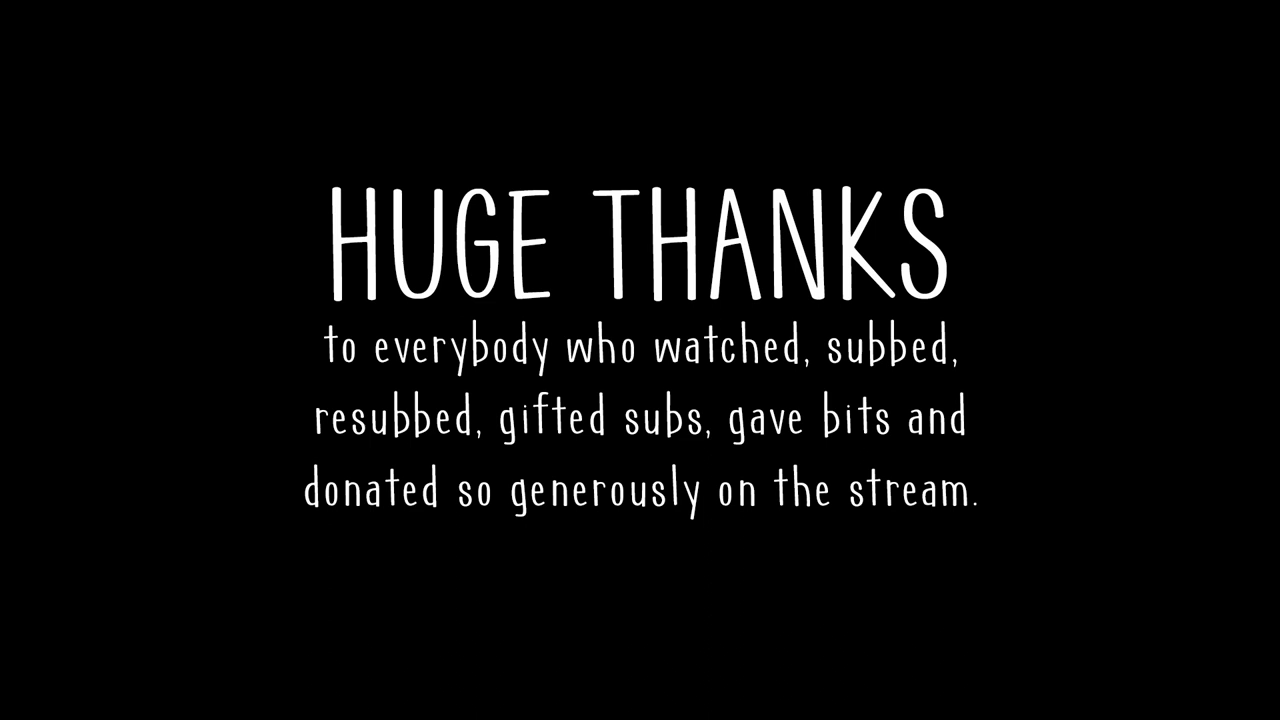 HUGE THANKS
to everybody who watched, subbed,
resubbed, gifted subs, gave bits and
donated so generously on the stream.